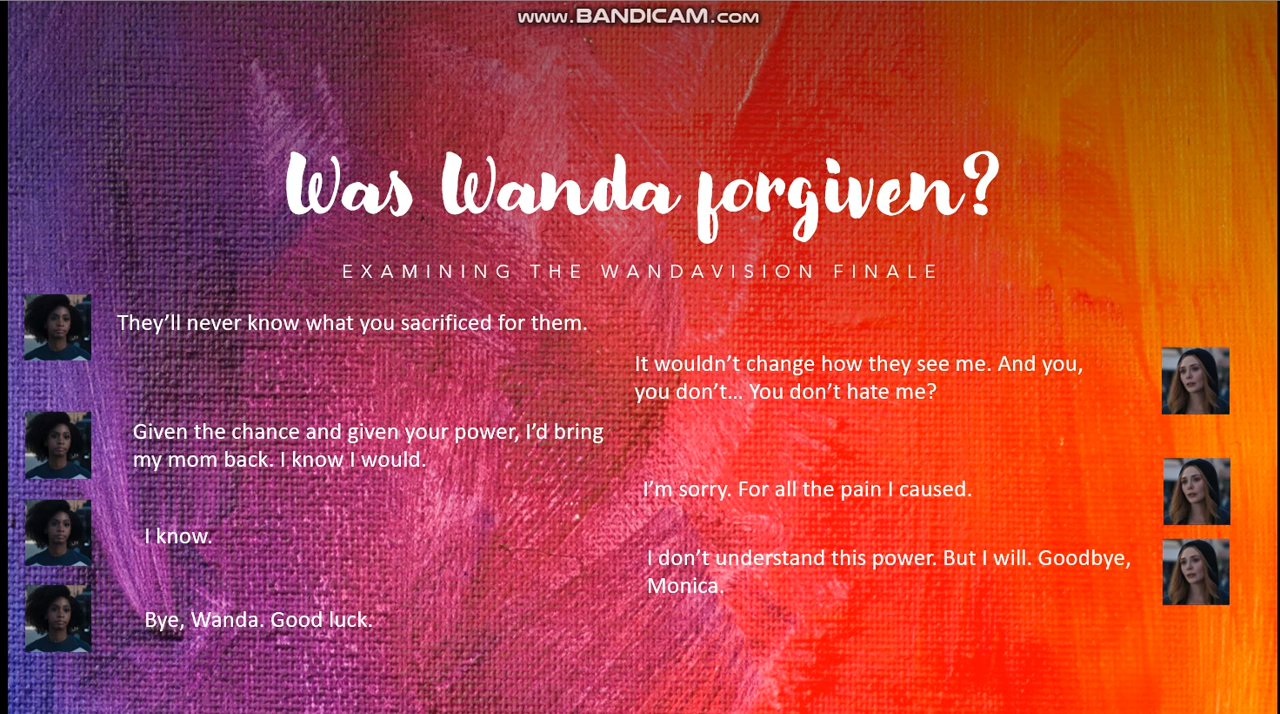 www.BANDICAM.com
Was Wanda forgiven?
EXAMINING THE WANDAVISION FINALE
They’ll never know what you sacrificed for them.
It wouldn’t change how they see me. And you,
you don’t... You don’t hate me?
Given the chance and given your power, I’d bring
my mom back. I know I would.
I’m sorry. For all the pain I caused.
I know.
I don’t understand this power. But I will. Goodbye,
Monica.
Bye, Wanda. Good luck.